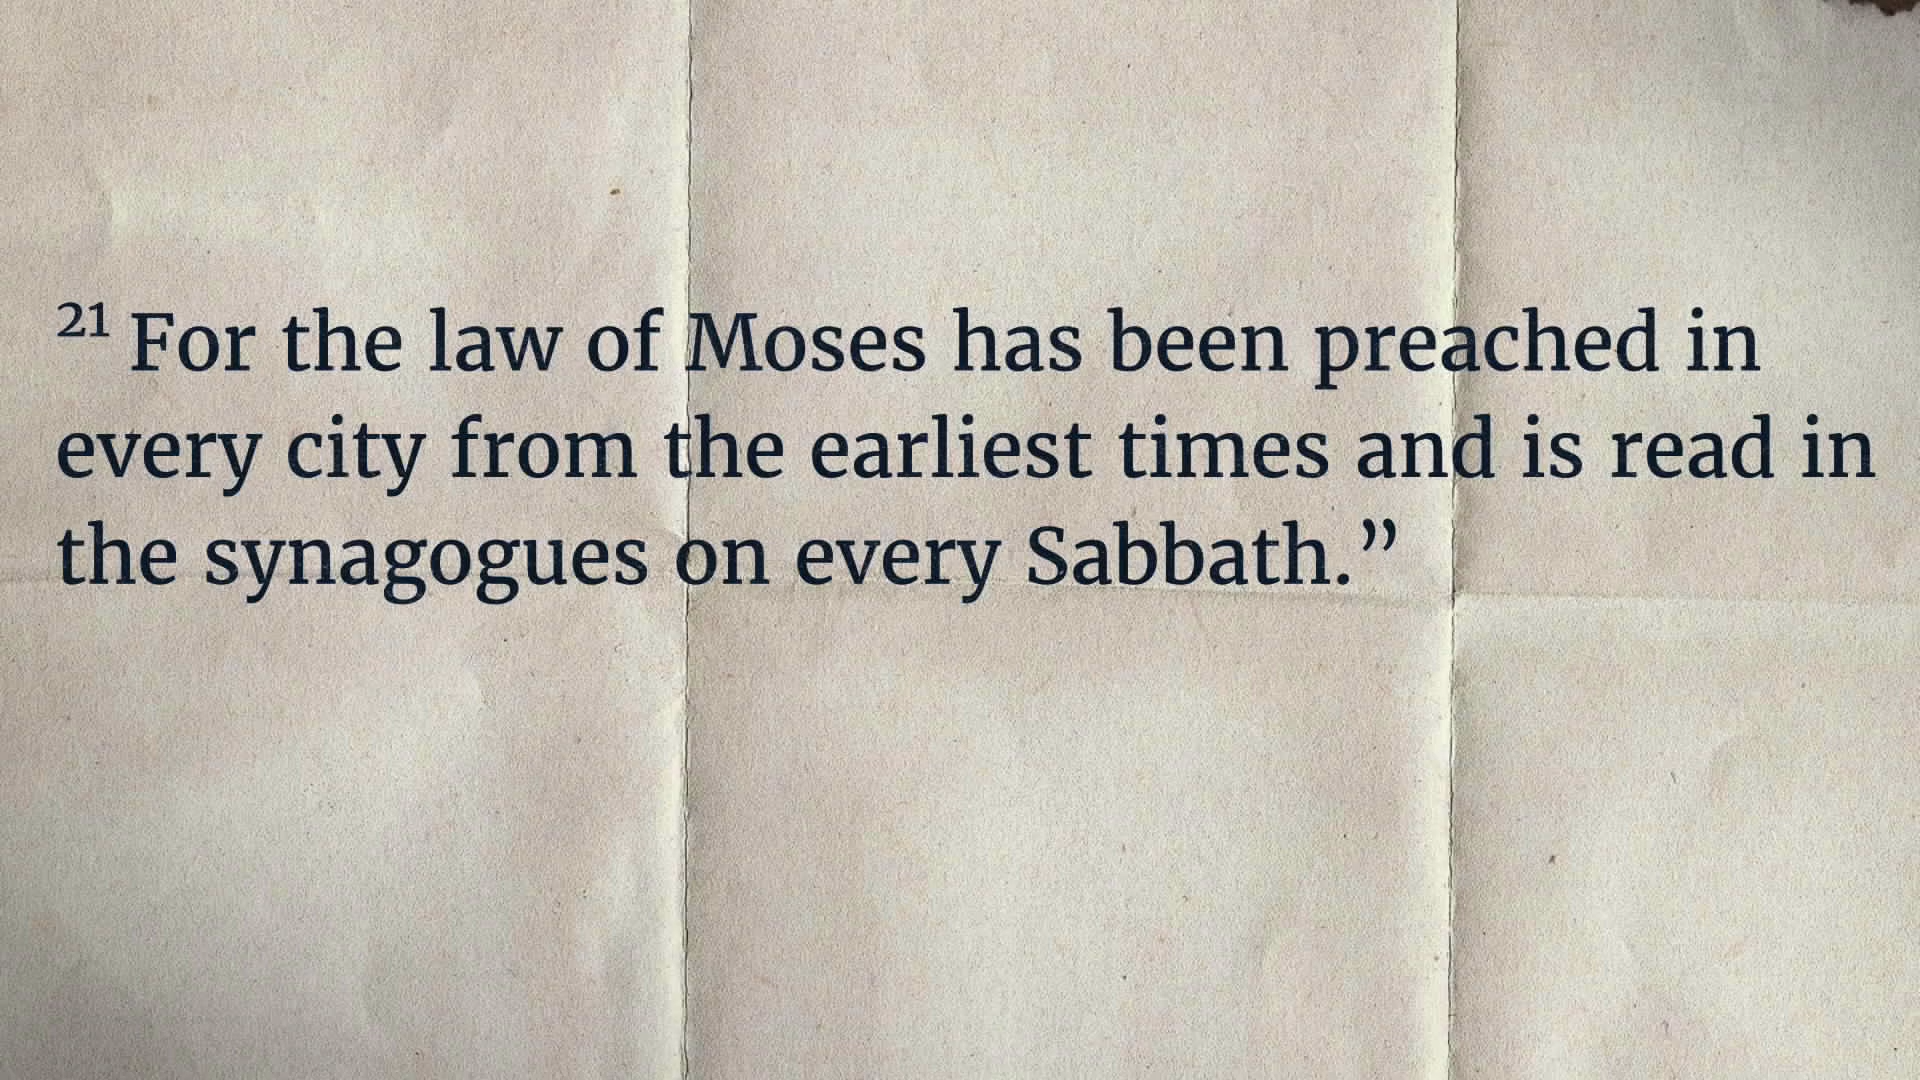 21 For the law of Moses has been preached in
every city from the earliest times and is read in
the synagogues on every Sabbath.”